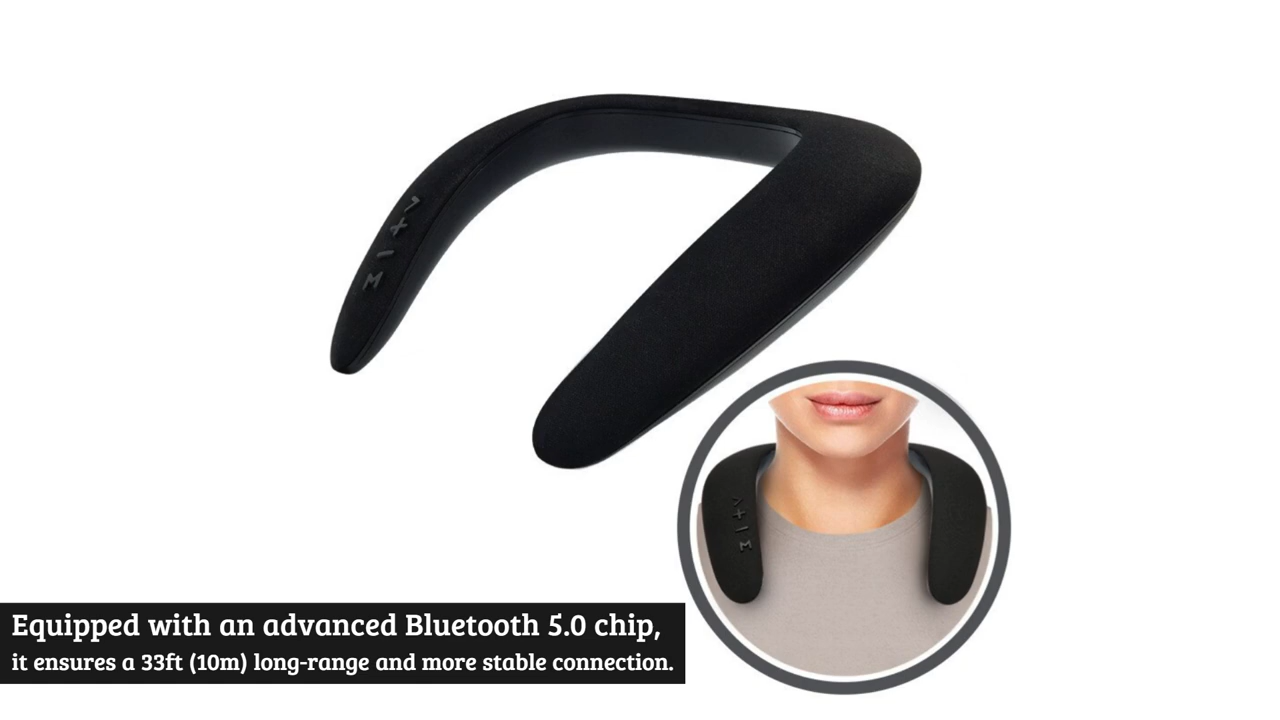 Equipped with an advanced Bluetooth 5.0 chip,
it ensures a 33ft (10m) long-range and more stable connection.